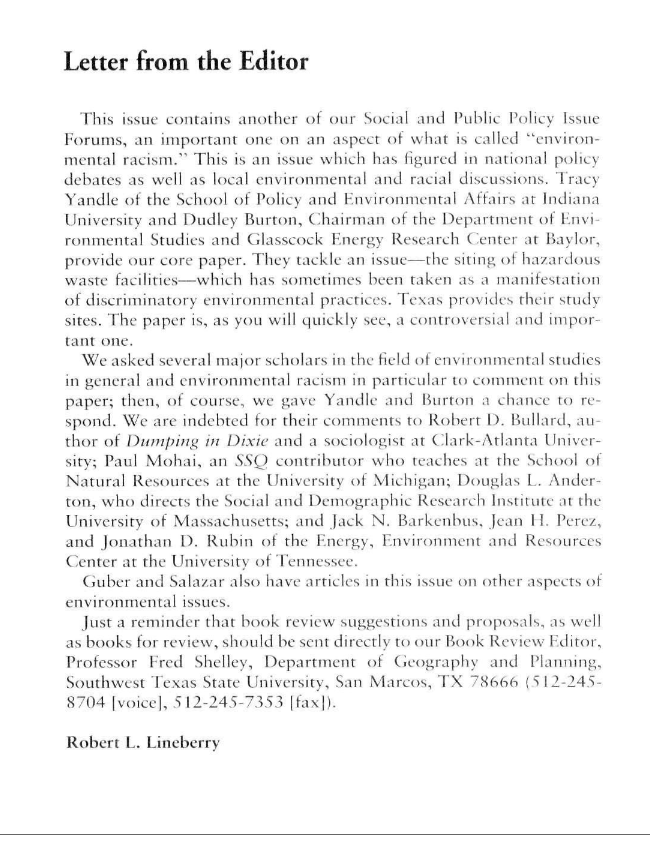 Letter from the Editor
This issue contains another of our Social and Public Policy Issue
Forums, an important one on an aspect of what is called “environ-
mental racism.” This is an issue which has figured in national policy
debates as well as local environmental and racial discussions. Tracy
Yandle of the School of Policy and Environmental Affairs at Indiana
University and Dudley Burton, Chairman of the Department of Envi-
ronmental Studies and Glasscock Energy Research Center at Baylor,
provide our core paper. They tackle an issue—the siting of hazardous
waste facilities—which has sometimes been taken as a manifestation
of discriminatory environmental practices. Texas provides their study
sites. The paper is, as you will quickly see, a controversial and impor-
tant one.
We asked several major scholars in the field of environmental studies
in general and environmental racism in particular to comment on this
paper; then, of course, we gave Yandle and Burton a chance to re-
spond. We are indebted for their comments to Robert D. Bullard, au-
thor of Dumping in Dixie and a sociologist at Clark-Atlanta Univer-
sity; Paul Mohai, an SSQ contributor who teaches at the School of
Natural Resources at the University of Michigan; Douglas L. Ander-
ton, who directs the Social and Demographic Research Institute at the
University of Massachusetts; and Jack N. Barkenbus, Jean H. Perez,
and Jonathan D. Rubin of the Energy, Environment and Resources
Center at the University of Tennessee.
Guber and Salazar also have articles in this issue on other aspects of
environmental issues.
Just a reminder that book review suggestions and proposals, as well
as books for review, should be sent directly to our Book Review Editor,
Professor Fred Shelley, Department of Geography and Planning,
Southwest Texas State University, San Marcos, TX 78666 (512-245-
8704 [voice], 512-245-7353 [fax]).
Robert L. Lineberry